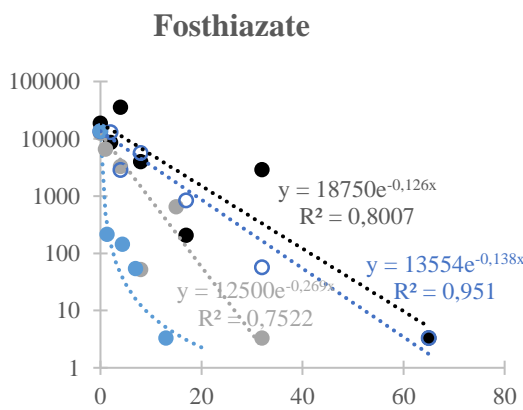 Fosthiazate
100000
10000
1000
100
10
1
0
20
40
60
80
y = 18750e-0,126x
R² = 0,8007
y = 13554e-0,138x
R² = 0,951
y = 12500e-0,269x
R² = 0,7522